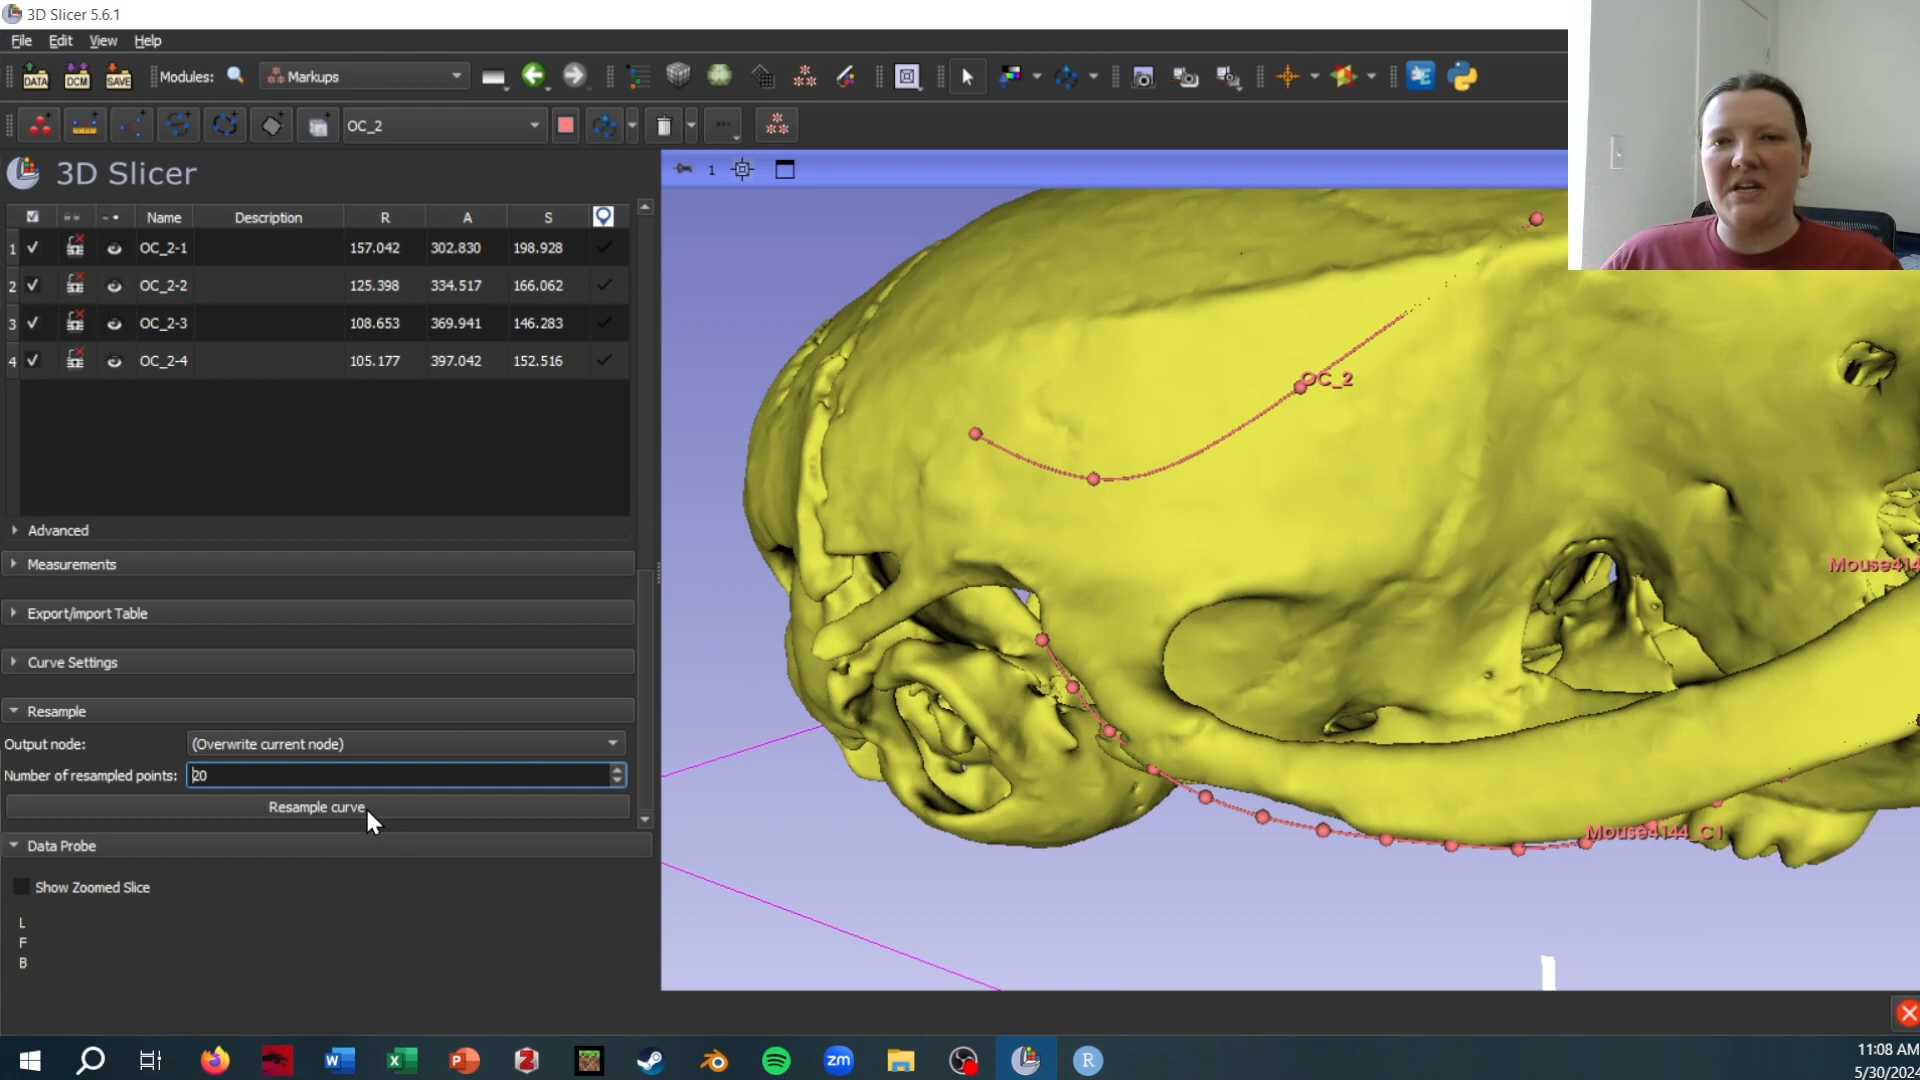 3D Slicer 5.6.1
File Edit View Help
DATA DCM SAVE Modules: Markups
OC_2
3D Slicer
1
Name Description R A S
1 OC_2-1 157.042 302.830 198.928
2 OC_2-2 125.398 334.517 166.062
3 OC_2-3 108.653 369.941 146.283
4 OC_2-4 105.177 397.042 152.516
Advanced
Measurements
Export/import Table
Curve Settings
Resample
Output node: (Overwrite current node)
Number of resampled points: 20
Resample curve
Data Probe
Show Zoomed Slice
L
F
B
OC_2
Mouse414
Mouse4144_C1
W X P Z zm R
11:08 AM
5/30/2024